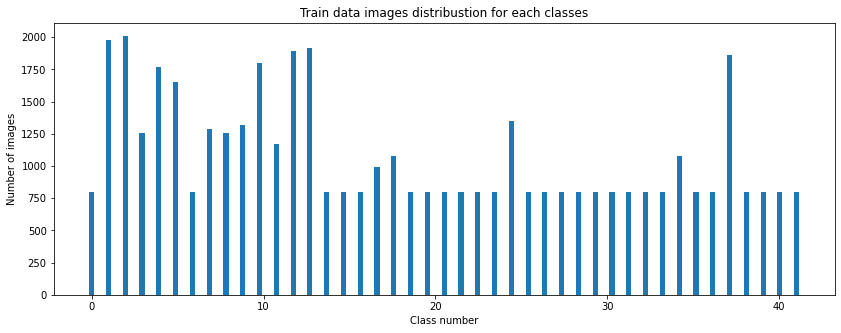 Train data images distribustion for each classes
2000
1750
1500
1250
1000
750
500
250
0
Number of images
0 10 20 30 40
Class number